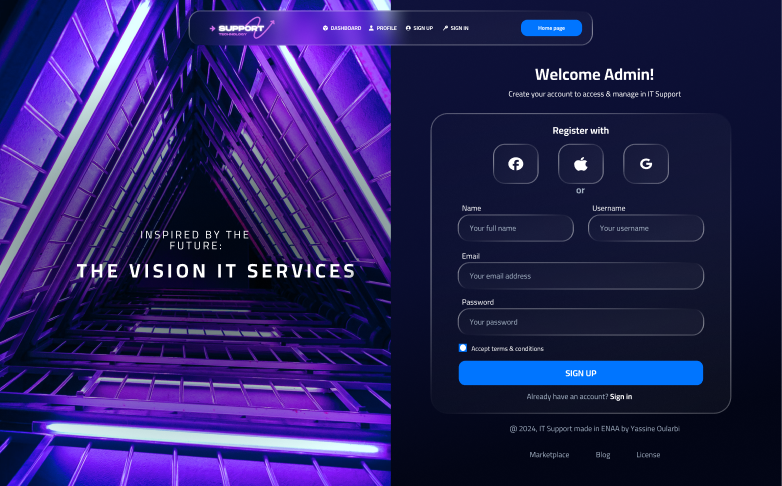 SUPPORT
TECHNOLOGY
DASHBOARD
PROFILE
SIGN UP
SIGN IN
Home page
INSPIRED BY THE
FUTURE:
THE VISION IT SERVICES
Welcome Admin!
Create your account to access & manage in IT Support
Register with
or
Name
Username
Your full name
Your username
Email
Your email address
Password
Your password
Accept terms & conditions
SIGN UP
Already have an account? Sign in
@ 2024, IT Support made in ENAA by Yassine Oularbi
Marketplace
Blog
License